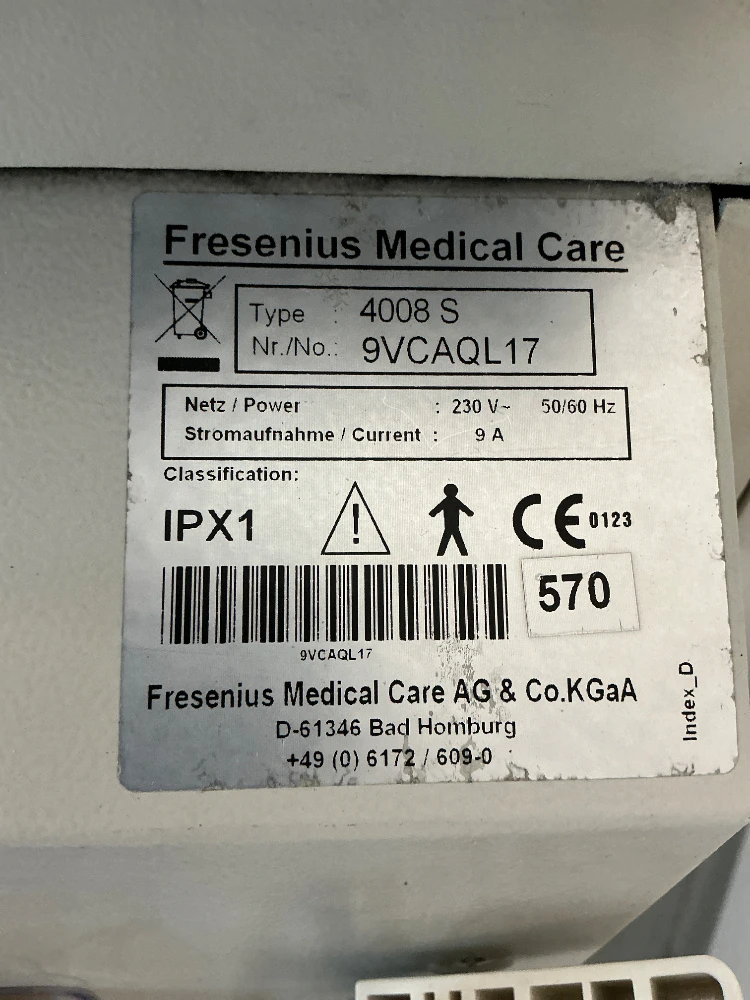 Fresenius Medical Care
Type : 4008 S
Nr./No.: 9VCAQL17
Netz / Power : 230 V~ 50/60 Hz
Stromaufnahme / Current : 9 A
Classification:
IPX1 ! CE 0123
570
9VCAQL17
Fresenius Medical Care AG & Co.KGaA
D-61346 Bad Homburg
+49 (0) 6172 / 609-0
Index_D